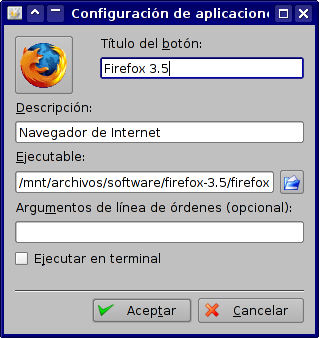 Configuración de aplicacione
Título del botón:
Firefox 3.5
Descripción:
Navegador de Internet
Ejecutable:
/mnt/archivos/software/firefox-3.5/firefox
Argumentos de línea de órdenes (opcional):
Ejecutar en terminal
Aceptar
Cancelar